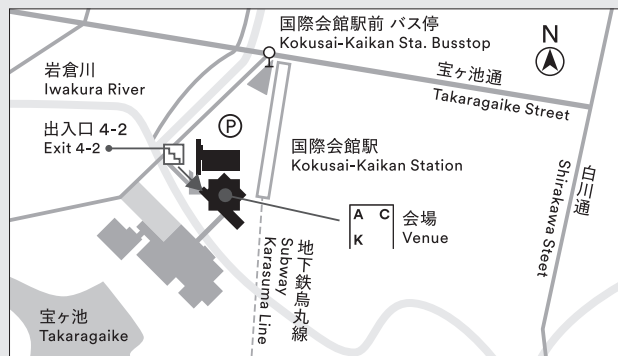 国際会館駅前 バス停
Kokusai-Kaikan Sta. Busstop
N
岩倉川
Iwakura River
宝ヶ池通
Takaragaike Street
出入口 4-2
Exit 4-2
P
国際会館駅
Kokusai-Kaikan Station
白川通
Shirakawa Steet
A C
K
会場
Venue
地下鉄烏丸線
Subway
Karasuma Line
宝ヶ池
Takaragaike